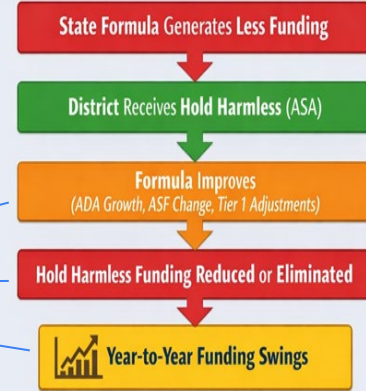 State Formula Generates Less Funding
District Receives Hold Harmless (ASA)
Formula Improves
(ADA Growth, ASF Change, Tier 1 Adjustments)
Hold Harmless Funding Reduced or Eliminated
Year-to-Year Funding Swings